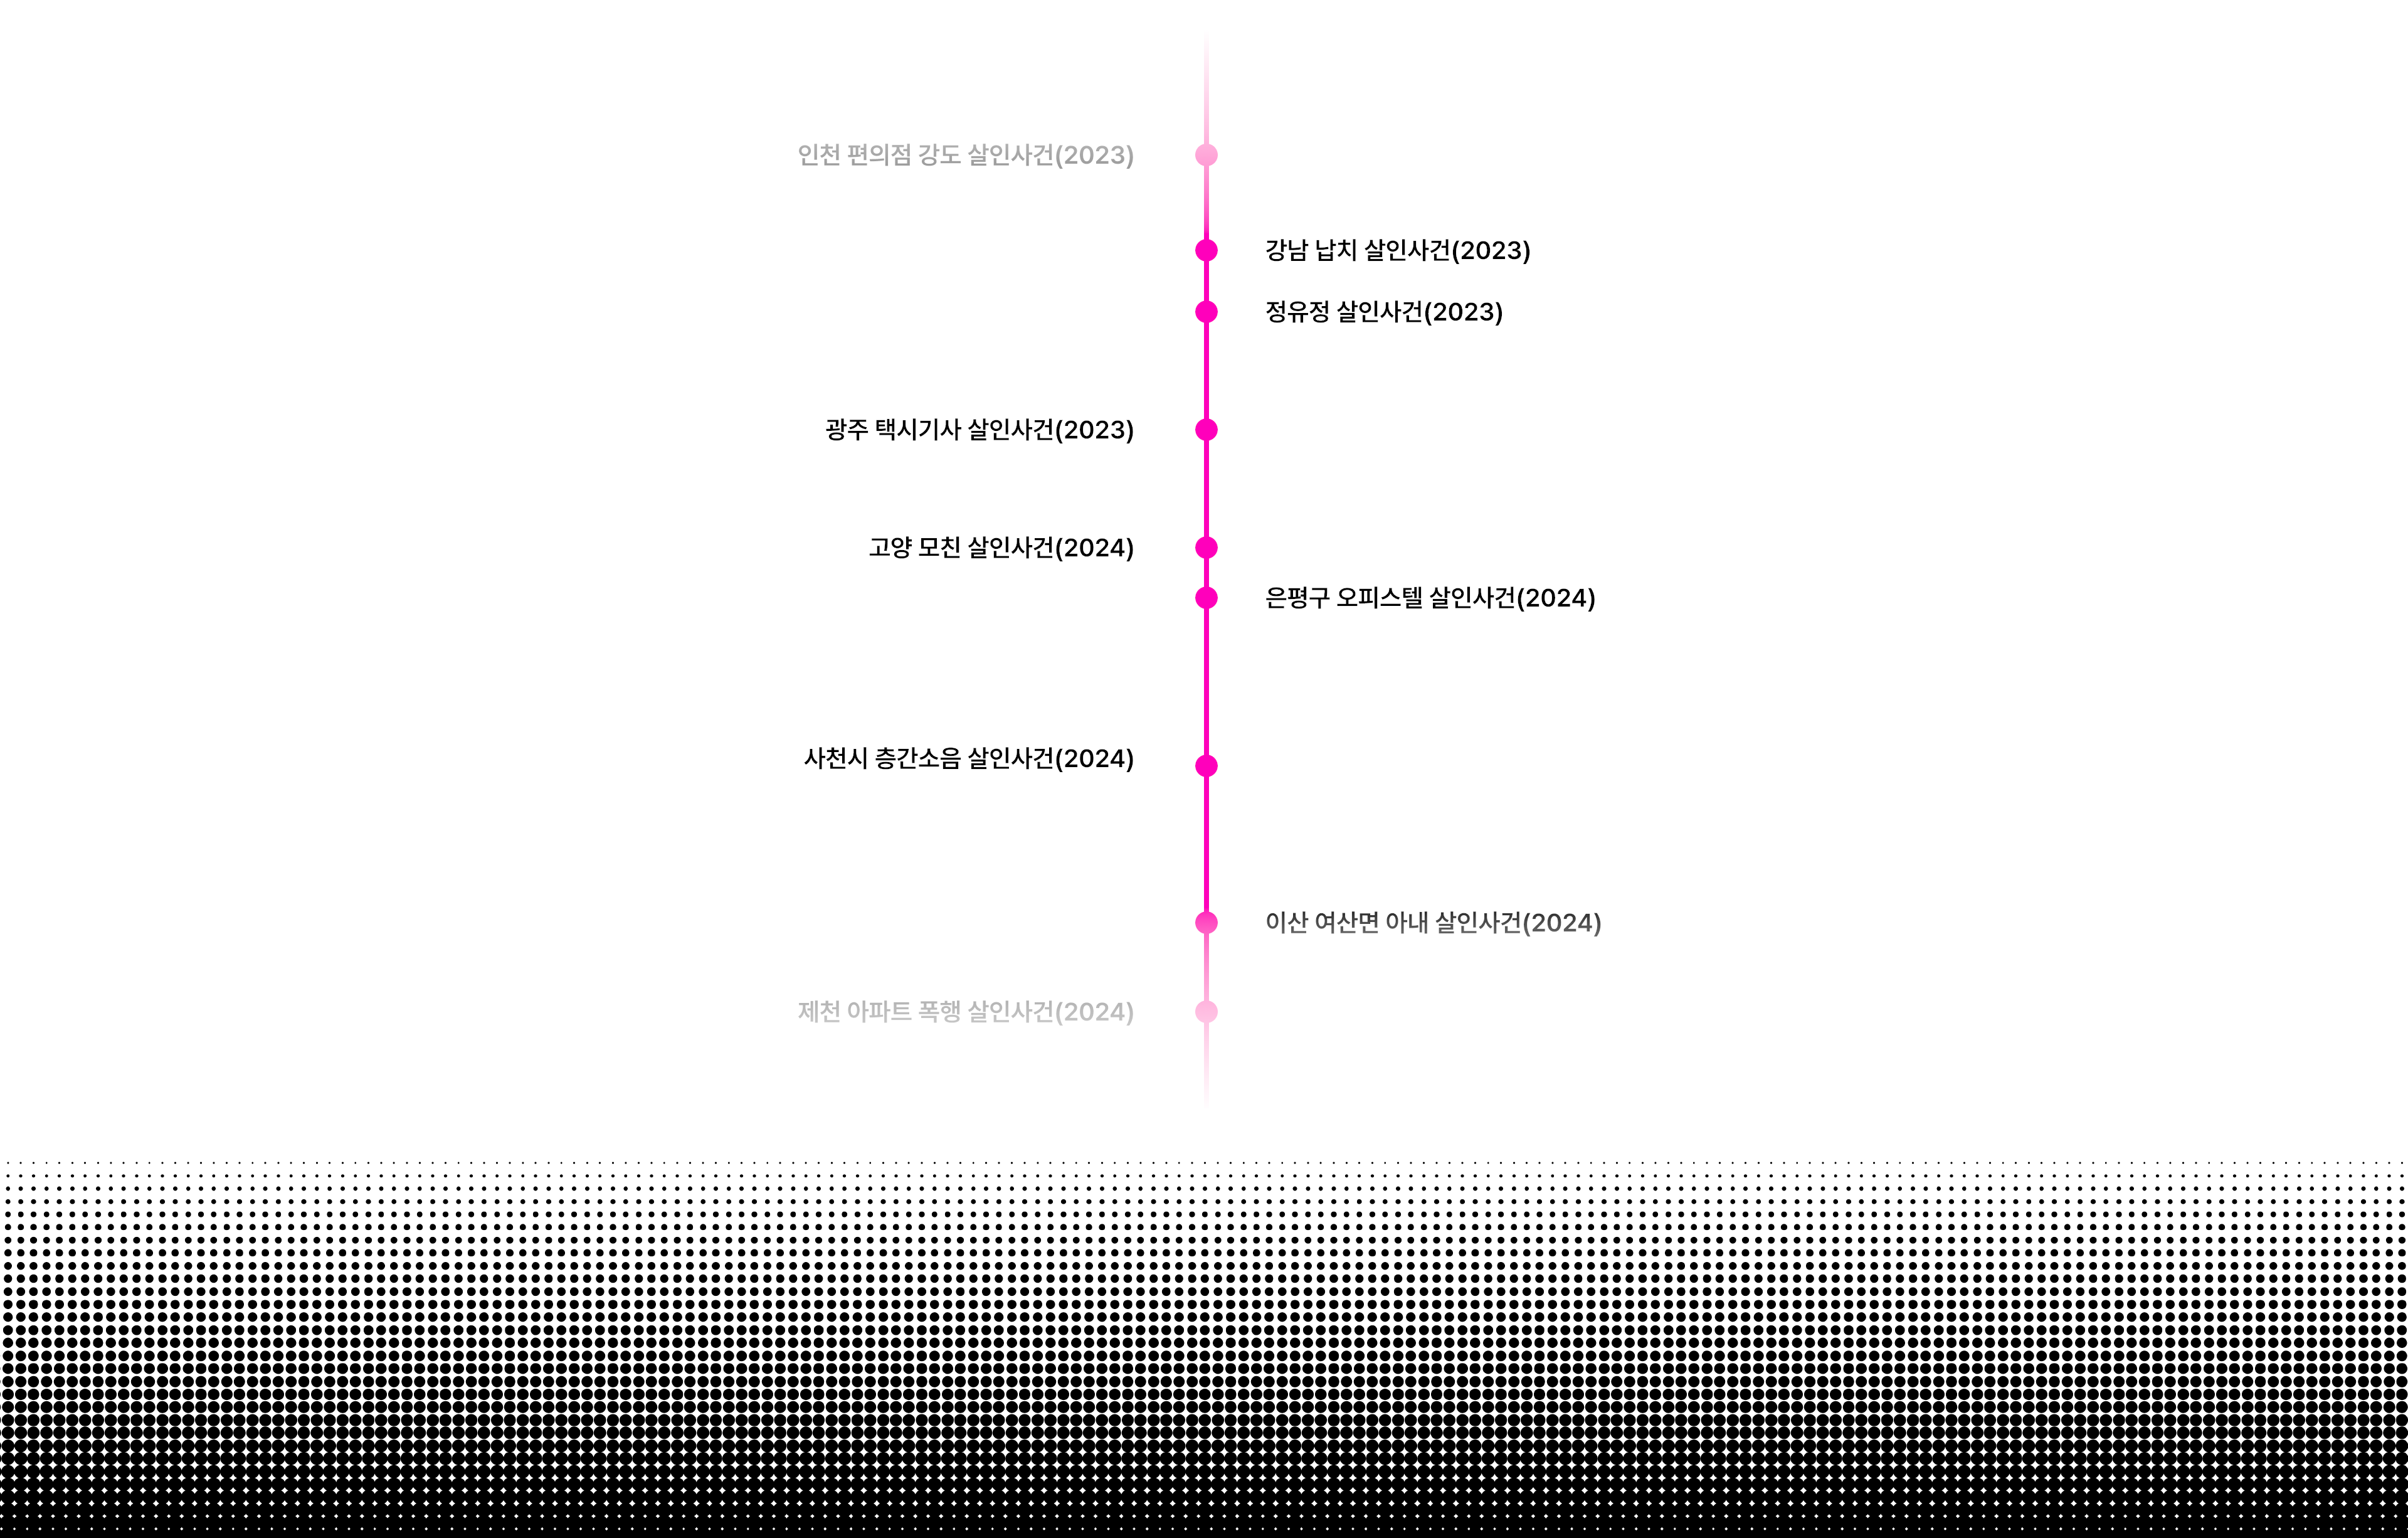 인천 편의점 강도 살인사건(2023)
강남 납치 살인사건(2023)
정유정 살인사건(2023)
광주 택시기사 살인사건(2023)
고양 모친 살인사건(2024)
은평구 오피스텔 살인사건(2024)
사천시 층간소음 살인사건(2024)
이산 여산면 아내 살인사건(2024)
제천 아파트 폭행 살인사건(2024)